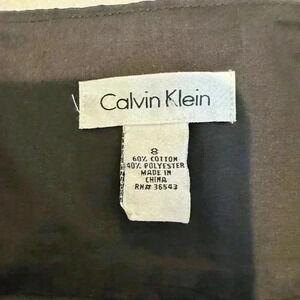 Calvin Klein
8
60% COTTON
40% POLYESTER
MADE IN
CHINA
RN# 36543